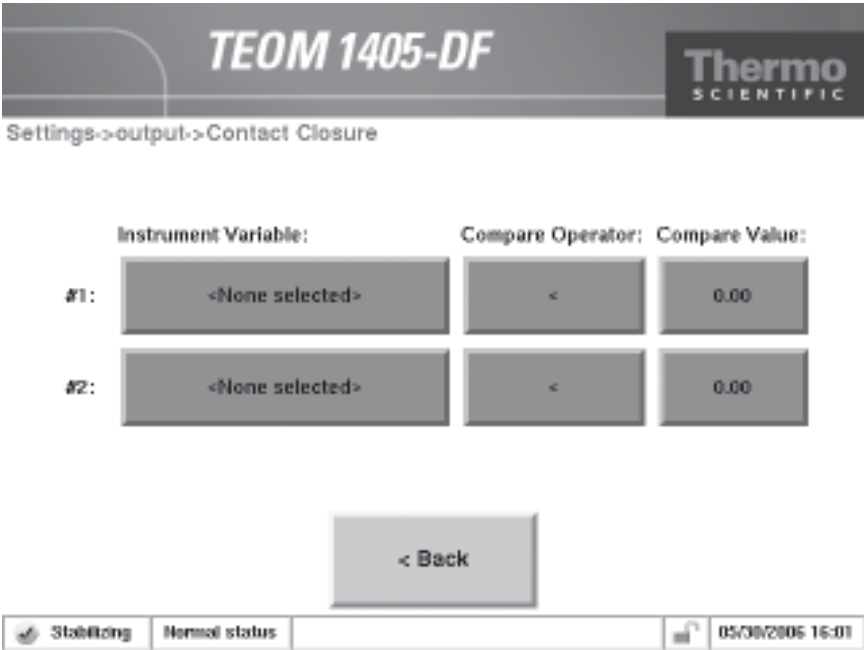 TEOM 1405-DF
Thermo
SCIENTIFIC
Settings->output->Contact Closure
Instrument Variable: Compare Operator: Compare Value:
#1: <None selected> < 0.00
#2: <None selected> < 0.00
< Back
Stabilizing Normal status 05/30/2006 16:01